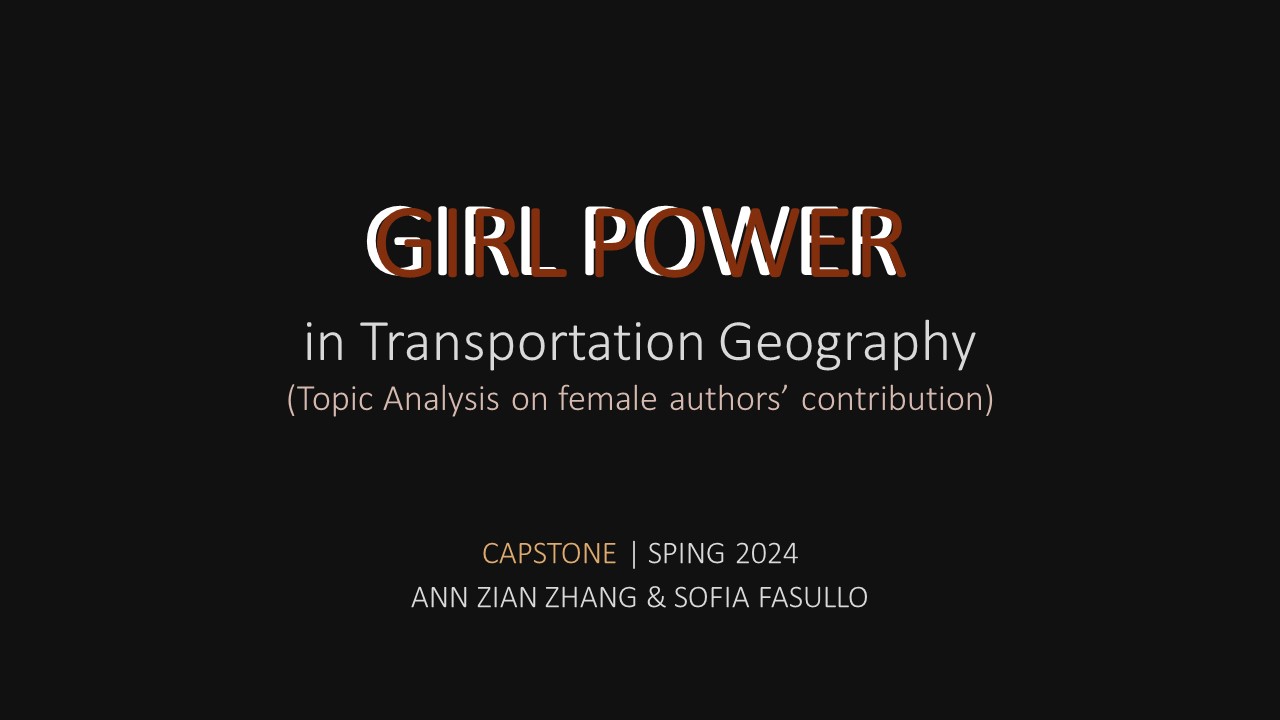 GIRL POWER
in Transportation Geography
(Topic Analysis on female authors’ contribution)
CAPSTONE | SPING 2024
ANN ZIAN ZHANG & SOFIA FASULLO